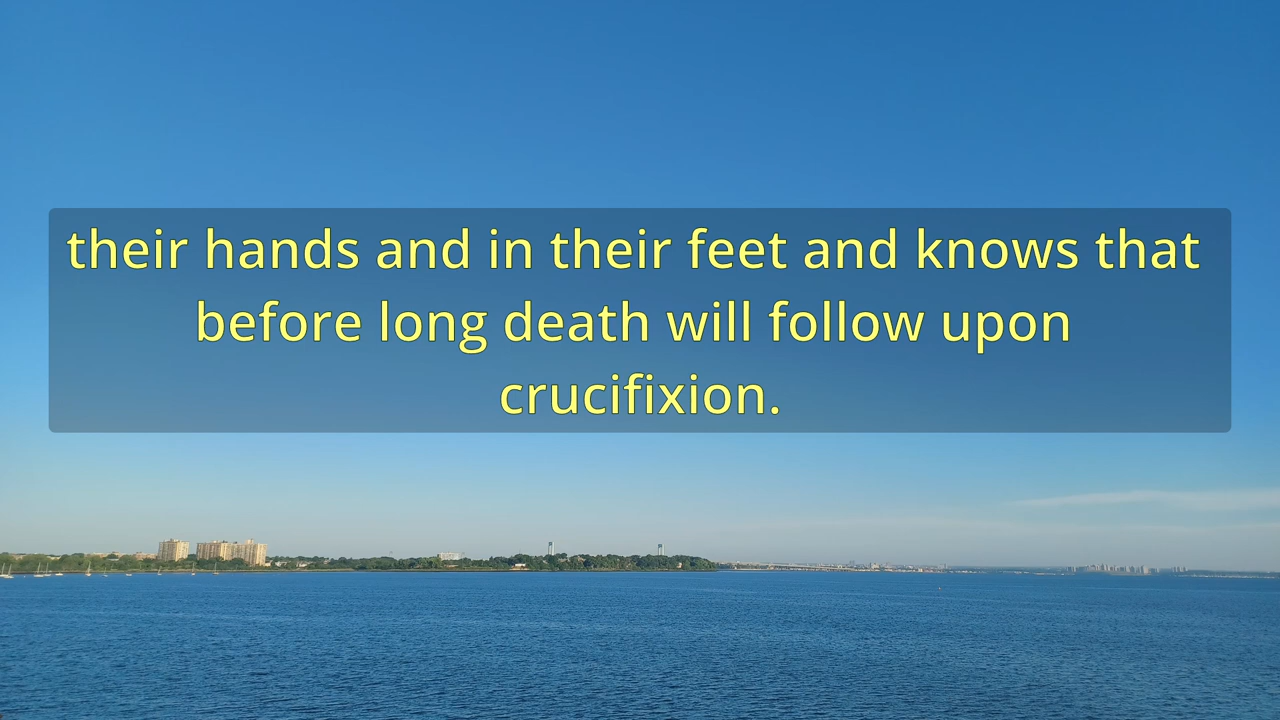 their hands and in their feet and knows that
before long death will follow upon
crucifixion.